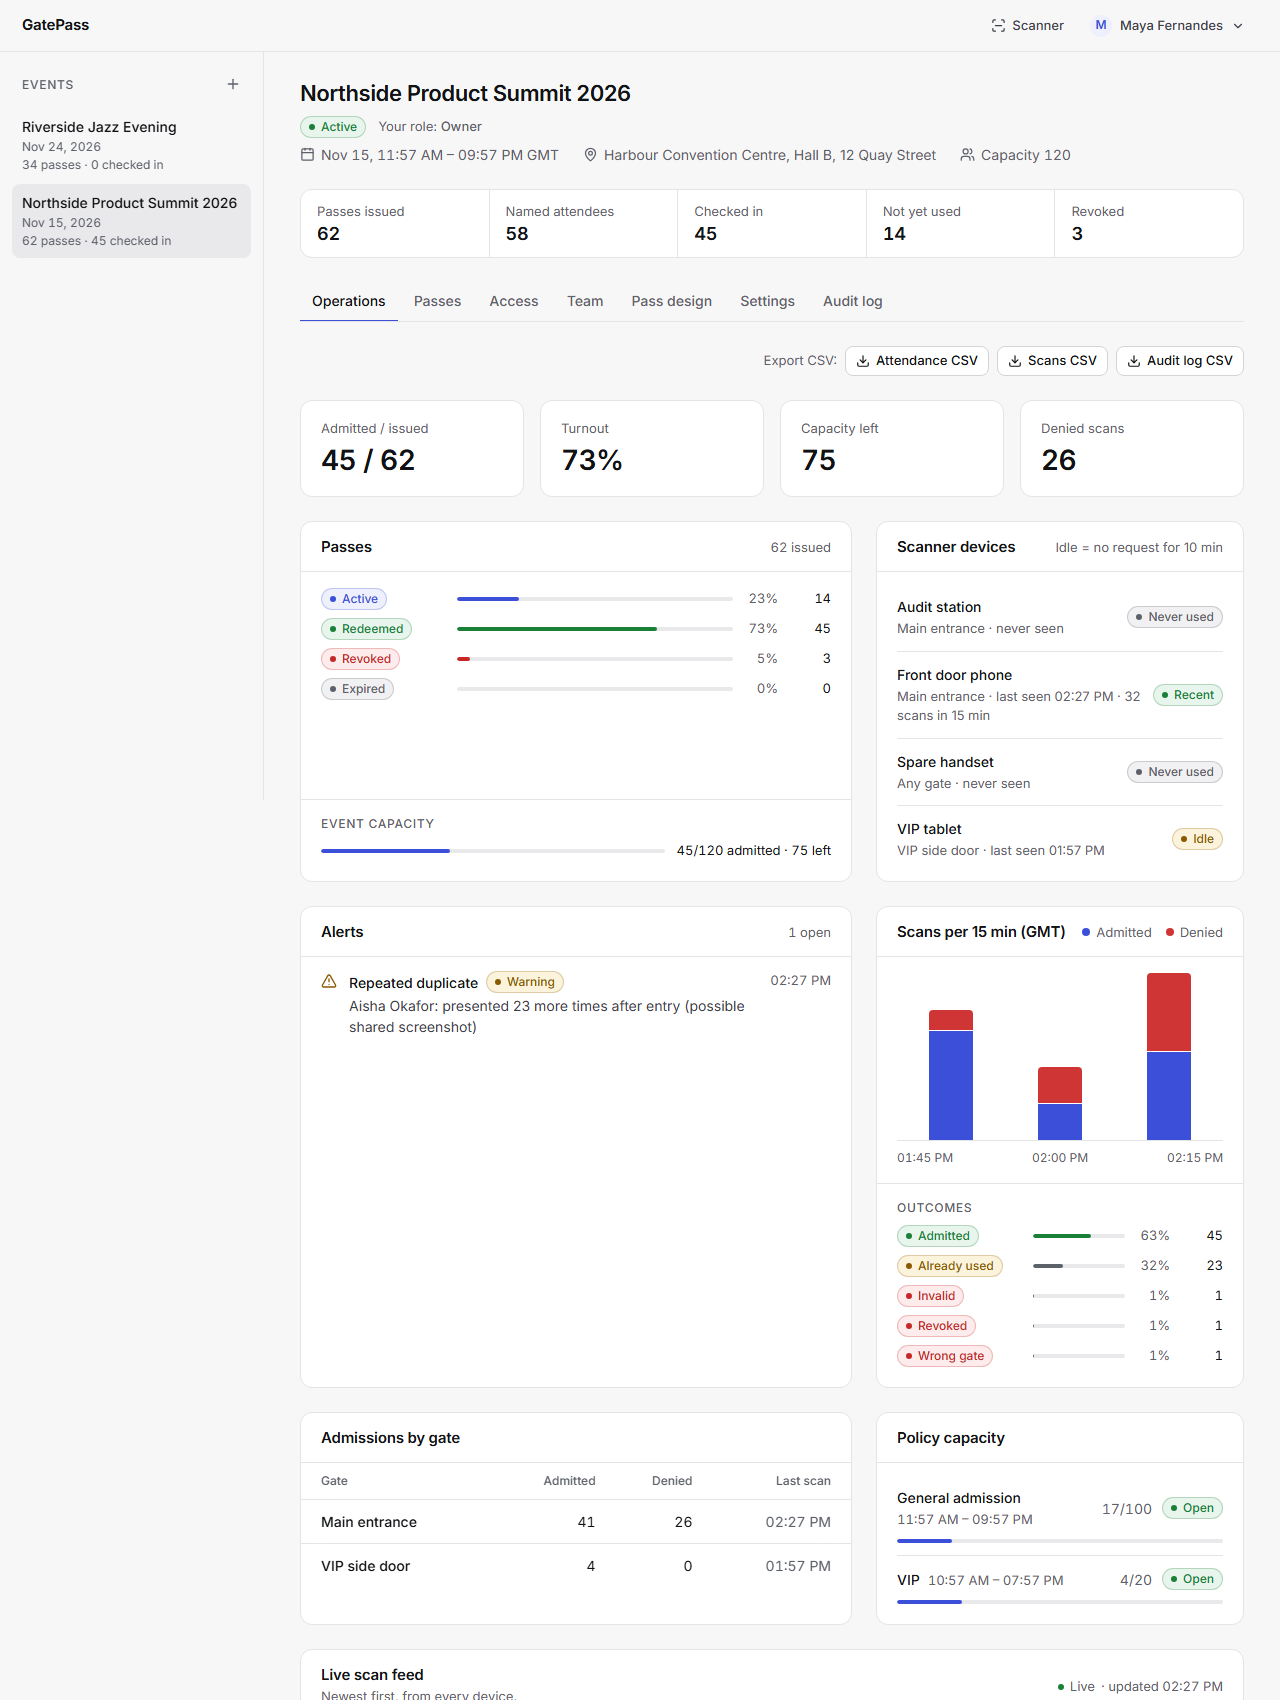 GatePass
Scanner
M
Maya Fernandes
EVENTS
Riverside Jazz Evening
Nov 24, 2026
34 passes · 0 checked in
Northside Product Summit 2026
Nov 15, 2026
62 passes · 45 checked in
Northside Product Summit 2026
Active
Your role: Owner
Nov 15, 11:57 AM – 09:57 PM GMT
Harbour Convention Centre, Hall B, 12 Quay Street
Capacity 120
Passes issued
62
Named attendees
58
Checked in
45
Not yet used
14
Revoked
3
Operations
Passes
Access
Team
Pass design
Settings
Audit log
Export CSV:
Attendance CSV
Scans CSV
Audit log CSV
Admitted / issued
45 / 62
Turnout
73%
Capacity left
75
Denied scans
26
Passes
62 issued
Active 23% 14
Redeemed 73% 45
Revoked 5% 3
Expired 0% 0
EVENT CAPACITY
45/120 admitted · 75 left
Scanner devices
Idle = no request for 10 min
Audit station
Main entrance · never seen
Never used
Front door phone
Main entrance · last seen 02:27 PM · 32
scans in 15 min
Recent
Spare handset
Any gate · never seen
Never used
VIP tablet
VIP side door · last seen 01:57 PM
Idle
Alerts
1 open
Repeated duplicate
Warning
02:27 PM
Aisha Okafor: presented 23 more times after entry (possible
shared screenshot)
Scans per 15 min (GMT)
Admitted
Denied
01:45 PM
02:00 PM
02:15 PM
OUTCOMES
Admitted 63% 45
Already used 32% 23
Invalid 1% 1
Revoked 1% 1
Wrong gate 1% 1
Admissions by gate
Gate Admitted Denied Last scan
Main entrance 41 26 02:27 PM
VIP side door 4 0 01:57 PM
Policy capacity
General admission
11:57 AM – 09:57 PM
17/100
Open
VIP 10:57 AM – 07:57 PM
4/20
Open
Live scan feed
Newest first, from every device.
Live · updated 02:27 PM